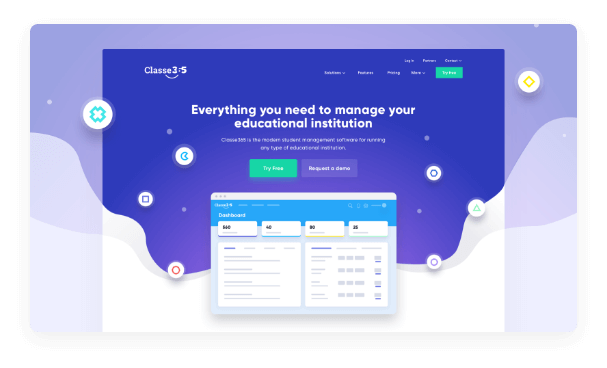 Log In Partners Contact
Classe365
Solutions Features Pricing More Try Free
Everything you need to manage your
educational institution
Classe365 is the modern student management software for running
any type of educational institution.
Try Free Request a demo
Dashboard
560 40 80 25